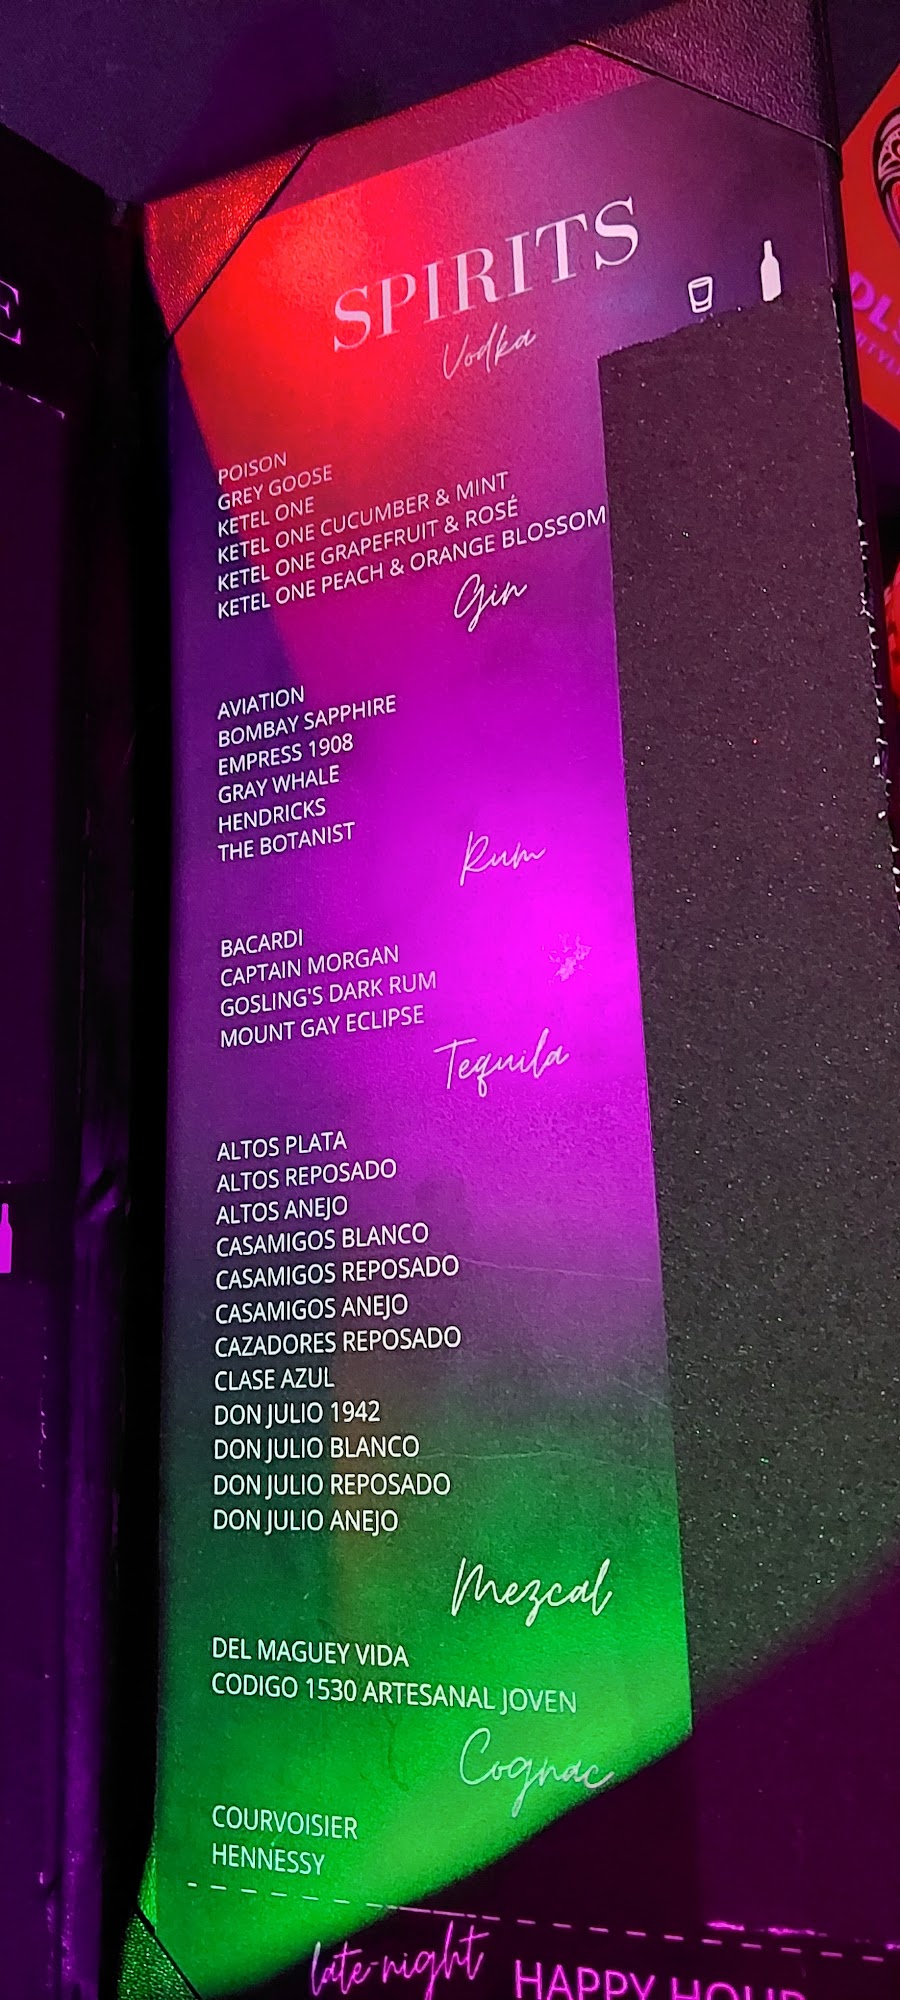 SPIRITS
Vodka
POISON
GREY GOOSE
KETEL ONE
KETEL ONE CUCUMBER & MINT
KETEL ONE GRAPEFRUIT & ROSÉ
KETEL ONE PEACH & ORANGE BLOSSOM
Gin
AVIATION
BOMBAY SAPPHIRE
EMPRESS 1908
GRAY WHALE
HENDRICKS
THE BOTANIST
Rum
BACARDI
CAPTAIN MORGAN
GOSLING'S DARK RUM
MOUNT GAY ECLIPSE
Tequila
ALTOS PLATA
ALTOS REPOSADO
ALTOS ANEJO
CASAMIGOS BLANCO
CASAMIGOS REPOSADO
CASAMIGOS ANEJO
CAZADORES REPOSADO
CLASE AZUL
DON JULIO 1942
DON JULIO BLANCO
DON JULIO REPOSADO
DON JULIO ANEJO
Mezcal
DEL MAGUEY VIDA
CODIGO 1530 ARTESANAL JOVEN
Cognac
COURVOISIER
HENNESSY
late-night HAPPY HOUR